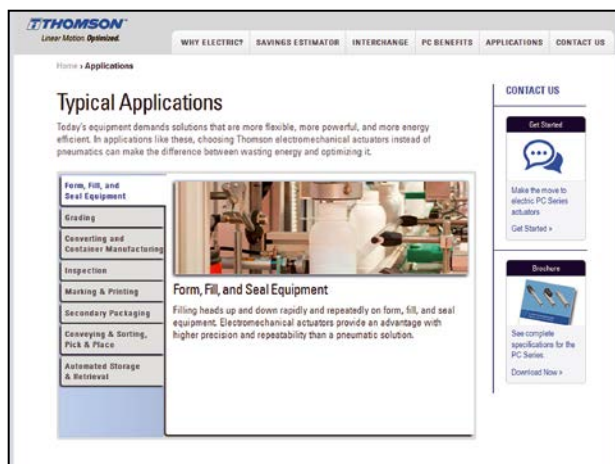 THOMSON
Linear Motion. Optimized.
WHY ELECTRIC? SAVINGS ESTIMATOR INTERCHANGE PC BENEFITS APPLICATIONS CONTACT US
Home › Applications
Typical Applications
Today's equipment demands solutions that are more flexible, more powerful, and more energy
efficient. In applications like these, choosing Thomson electromechanical actuators instead of
pneumatics can make the difference between wasting energy and optimizing it.
Form, Fill, and
Seal Equipment
Grading
Converting and
Container Manufacturing
Inspection
Marking & Printing
Secondary Packaging
Conveying & Sorting,
Pick & Place
Automated Storage
& Retrieval
Form, Fill, and Seal Equipment
Filling heads up and down rapidly and repeatedly on form, fill, and seal
equipment. Electromechanical actuators provide an advantage with
higher precision and repeatability than a pneumatic solution.
CONTACT US
Get Started
Make the move to
electric PC Series
actuators
Get Started >
Brochure
See complete
specifications for the
PC Series.
Download Now >